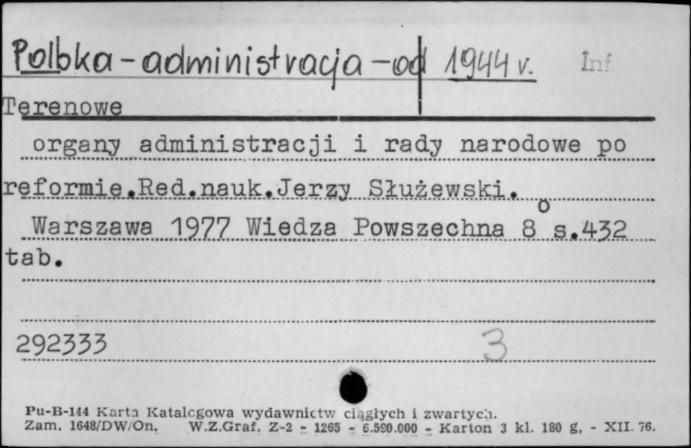 Polska - administracja - od 1944 r. Inf.
Terenowe
organy administracji i rady narodowe po
reformie.Red.nauk.Jerzy Służewski.
Warszawa 1977 Wiedza Powszechna 8° s.432
tab.
292333 3
Pu-B-144 Karta Katalogowa wydawnictw ciągłych i zwartych.
Zam. 1648/DW/On. W.Z.Graf. Z-2 - 1265 - 6.590.000 - Karton 3 kl. 180 g. - XII. 76.